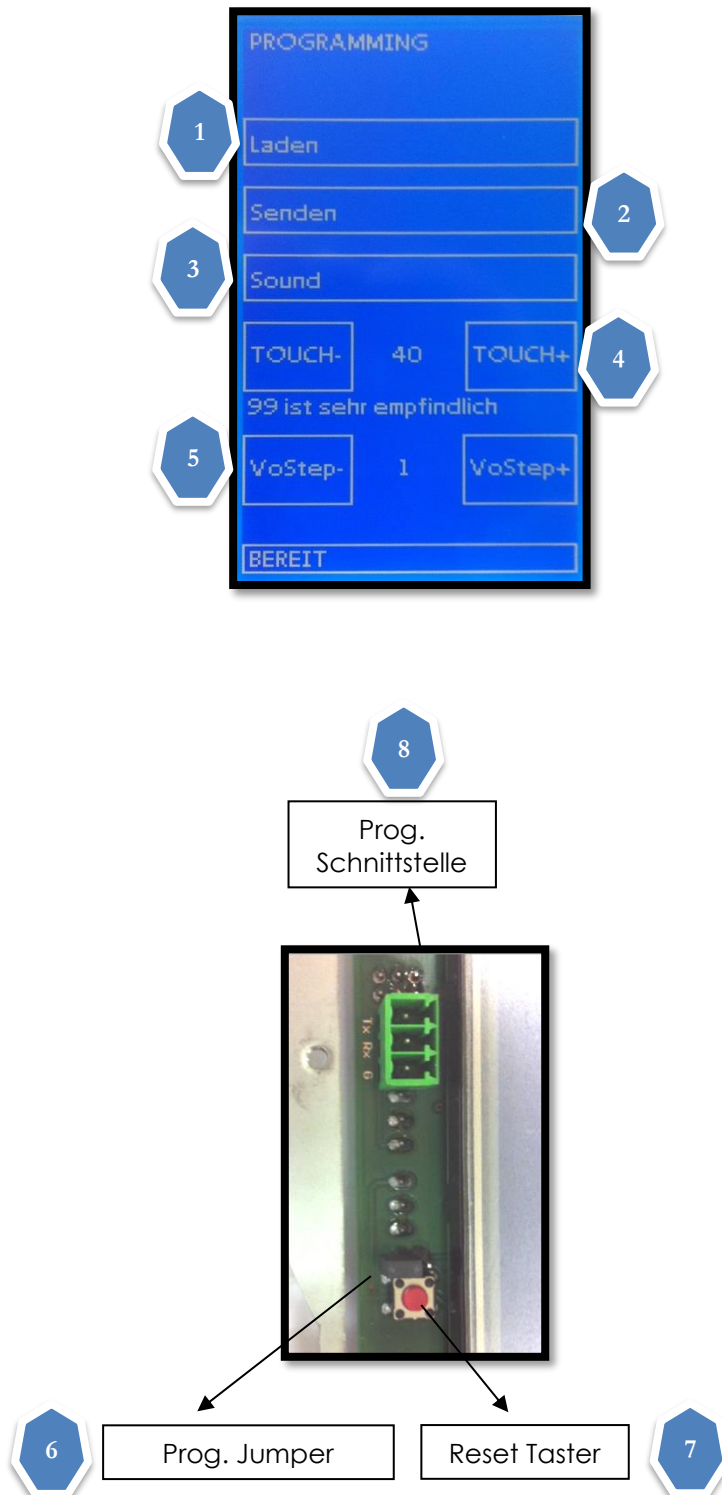 PROGRAMMING
1
Laden
Senden
2
3
Sound
TOUCH-
40
TOUCH+
4
99 ist sehr empfindlich
5
VoStep-
1
VoStep+
BEREIT
8
Prog.
Schnittstelle
Tx Rx G
6
Prog. Jumper
Reset Taster
7